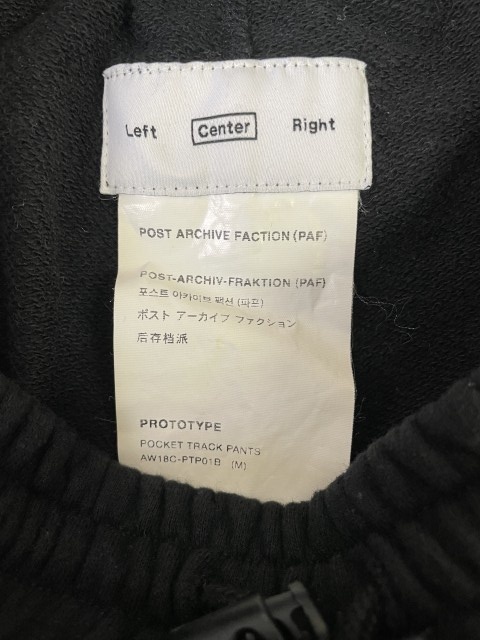 Left Center Right
POST ARCHIVE FACTION (PAF)
POST-ARCHIV-FRAKTION (PAF)
포스트 아카이브 팩션 (파프)
ポスト アーカイブ ファクション
后存档派
PROTOTYPE
POCKET TRACK PANTS
AW18C-PTP01B (M)